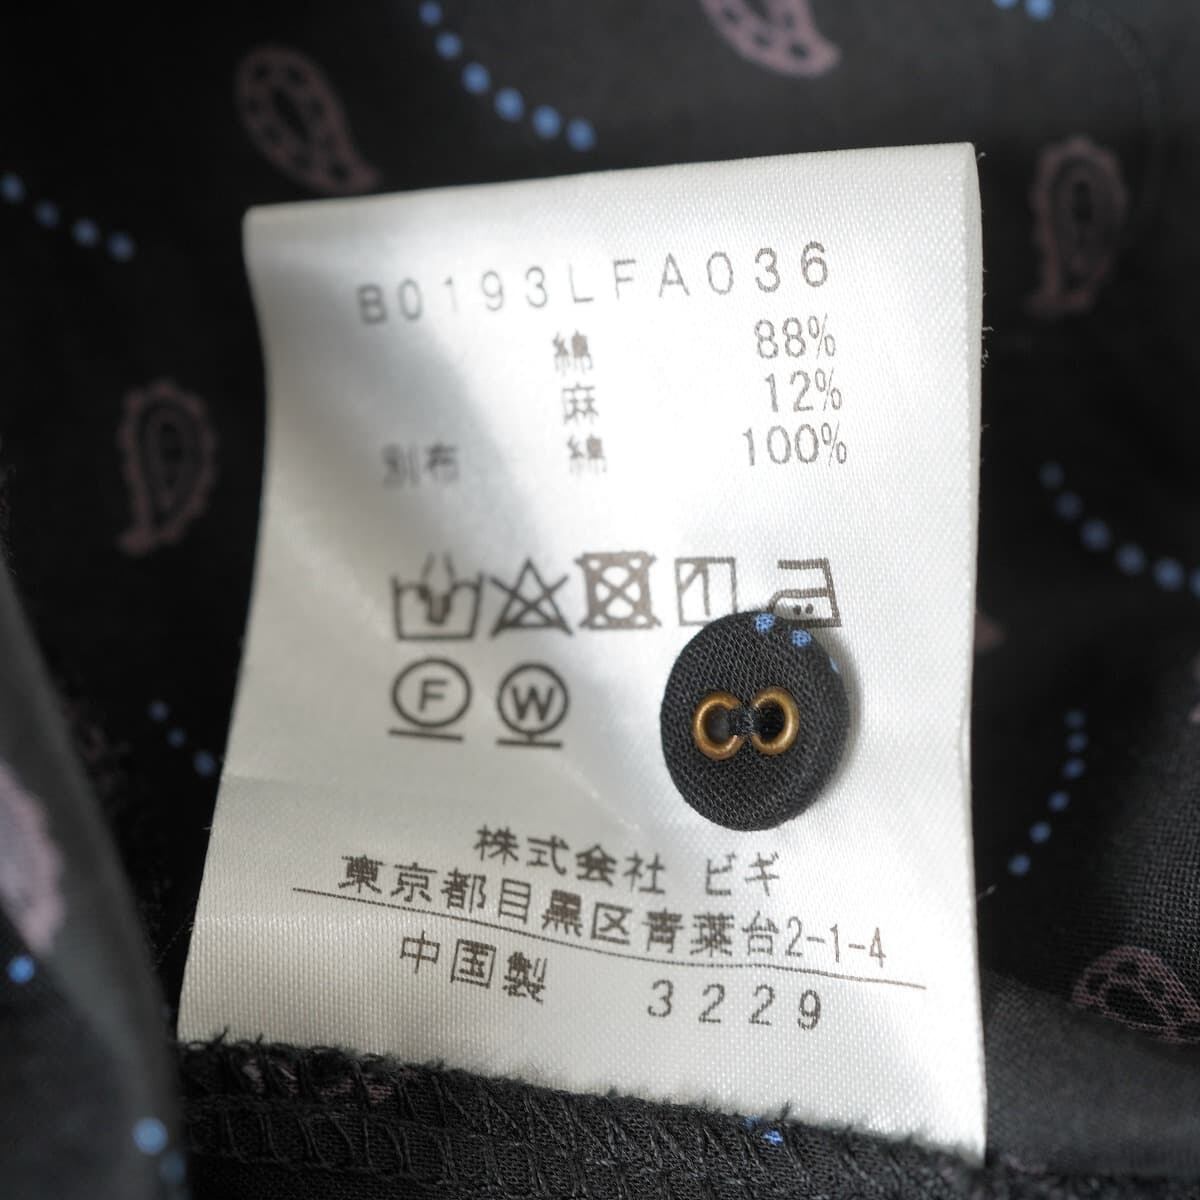 B0193LFA036
綿 88%
麻 12%
別布 綿 100%
F W
株式会社 ビギ
東京都目黒区青葉台2-1-4
中国製 3229